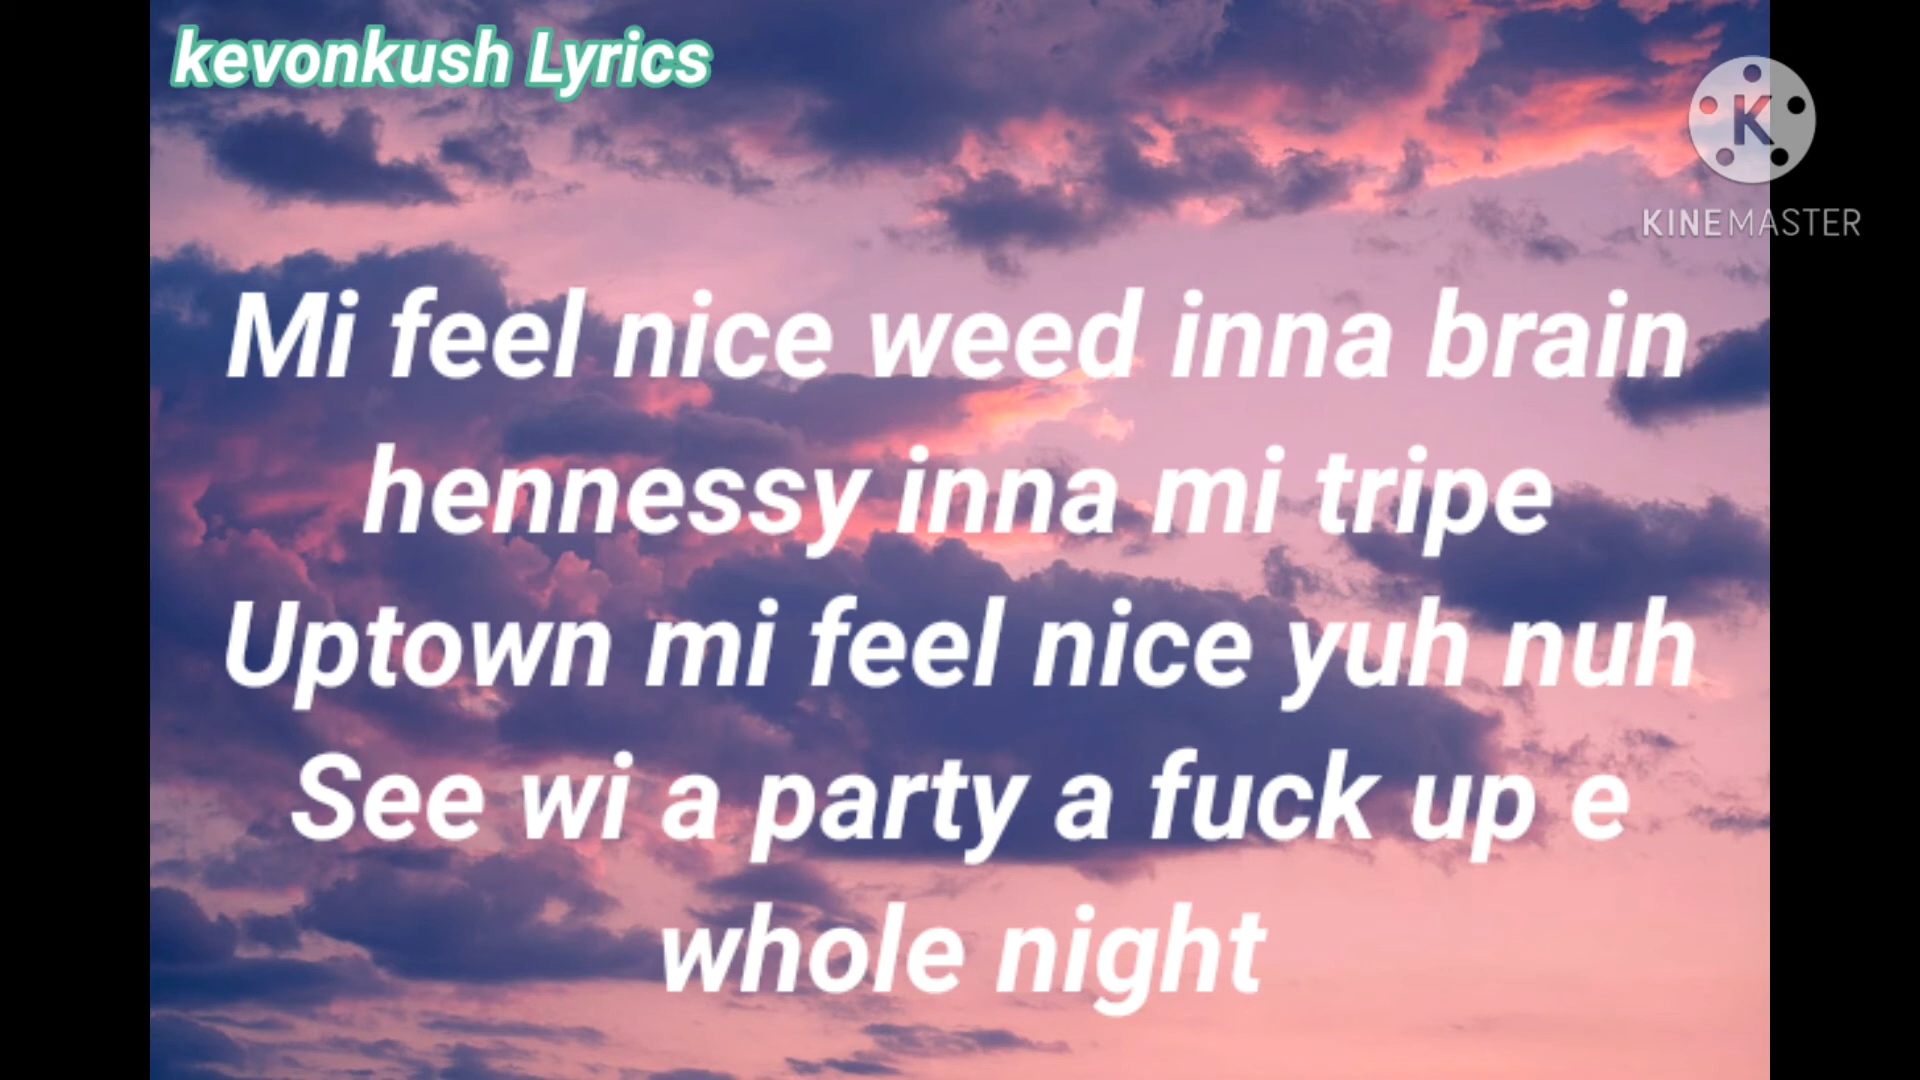 kevonkush Lyrics
K
KINEMASTER
Mi feel nice weed inna brain
hennessy inna mi tripe
Uptown mi feel nice yuh nuh
See wi a party a fuck up e
whole night